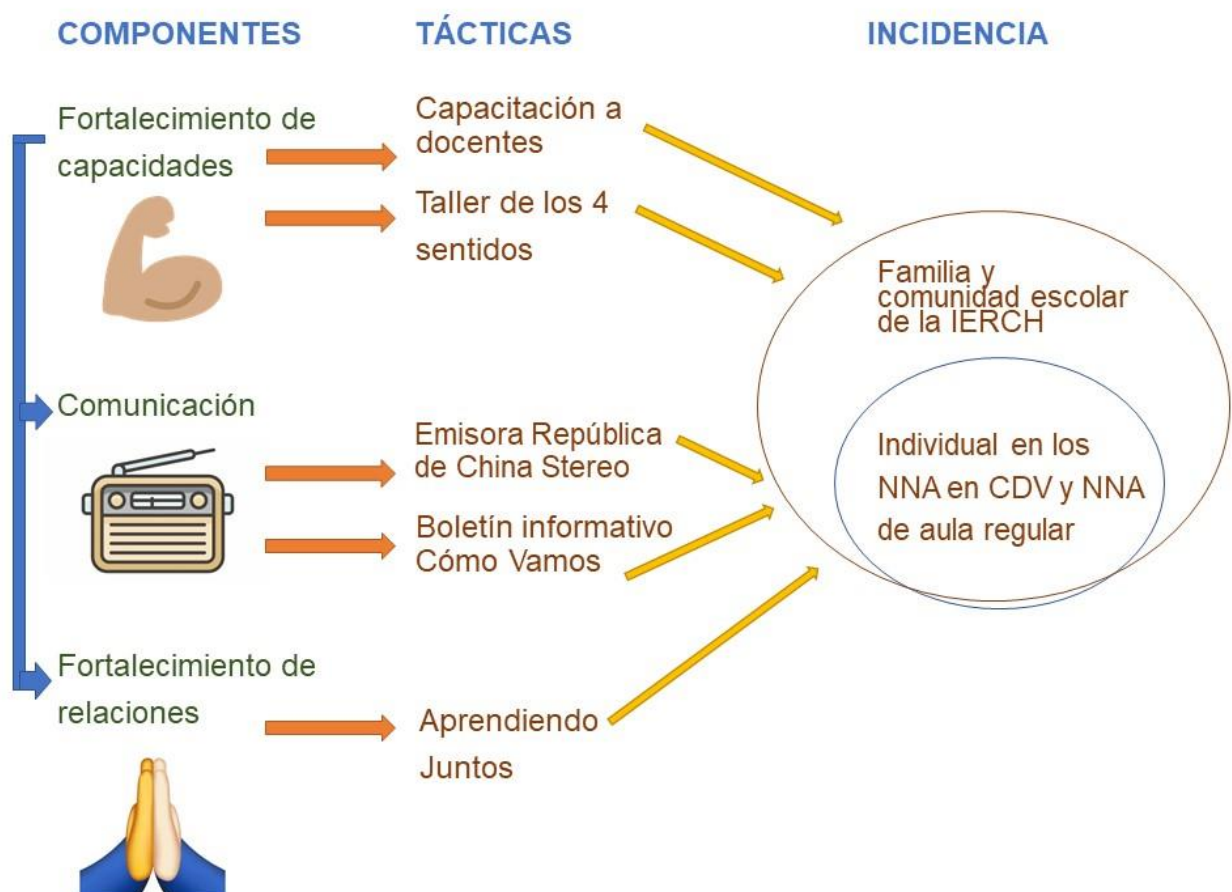 COMPONENTES
TÁCTICAS
INCIDENCIA
Fortalecimiento de
capacidades
Capacitación a
docentes
Taller de los 4
sentidos
Familia y
comunidad escolar
de la IERCH
Comunicación
Emisora República
de China Stereo
Boletín informativo
Cómo Vamos
Individual en los
NNA en CDV y NNA
de aula regular
Fortalecimiento de
relaciones
Aprendiendo
Juntos